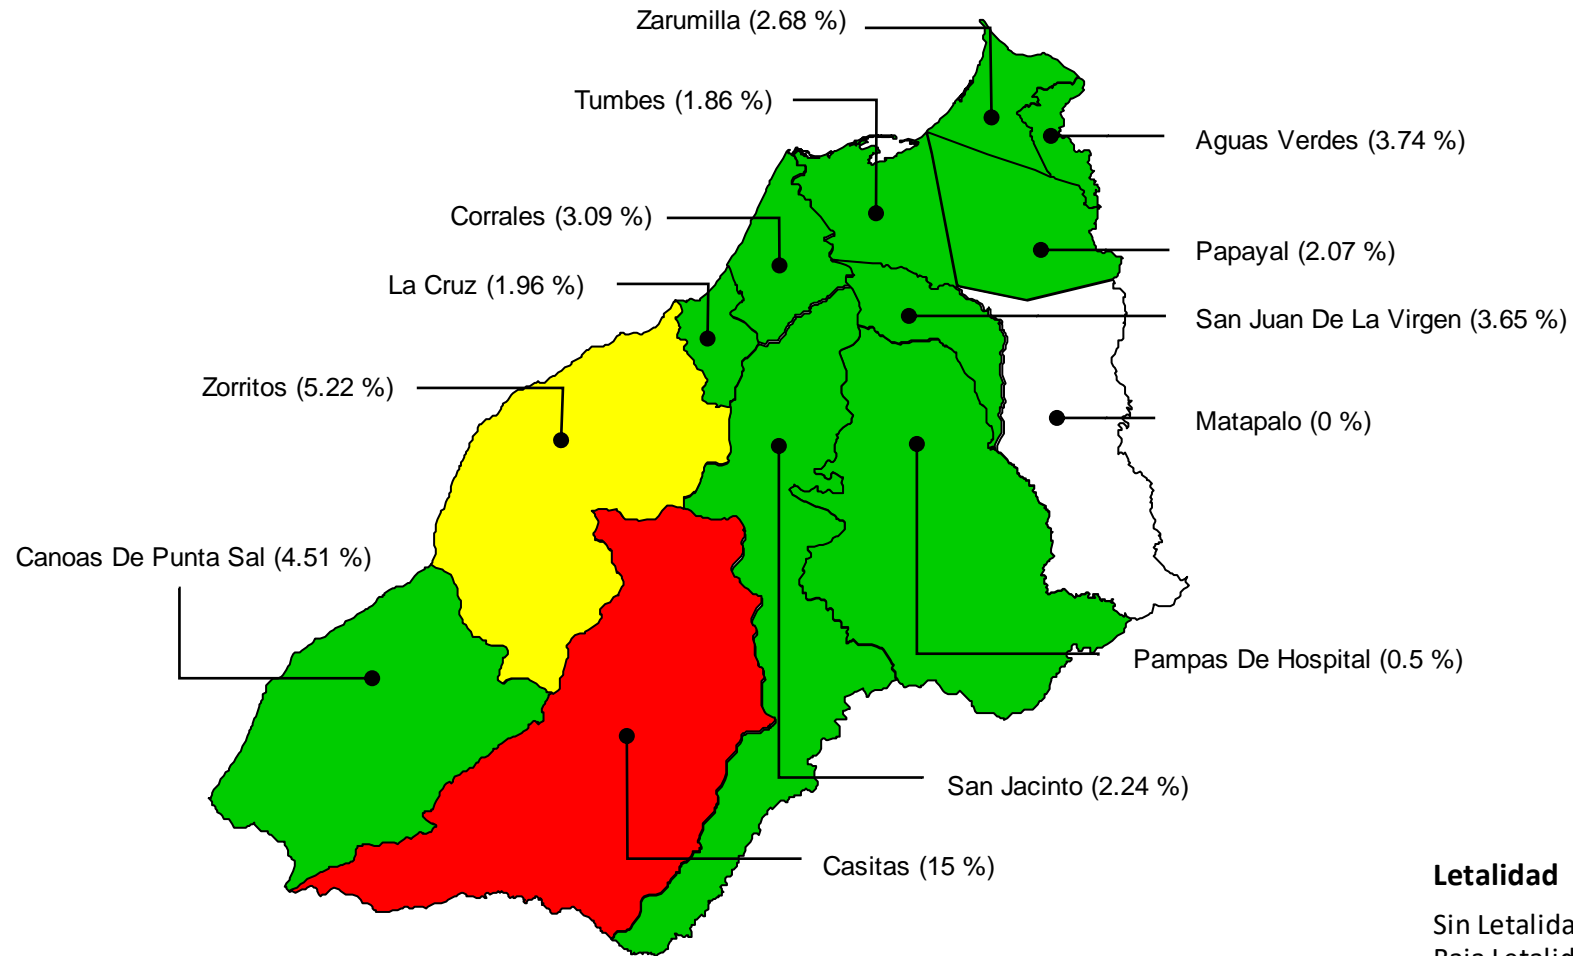 Zarumilla (2.68 %)
Tumbes (1.86 %)
Aguas Verdes (3.74 %)
Corrales (3.09 %)
Papayal (2.07 %)
La Cruz (1.96 %)
San Juan De La Virgen (3.65 %)
Zorritos (5.22 %)
Matapalo (0 %)
Canoas De Punta Sal (4.51 %)
Pampas De Hospital (0.5 %)
San Jacinto (2.24 %)
Casitas (15 %)
Letalidad
Sin Letalida